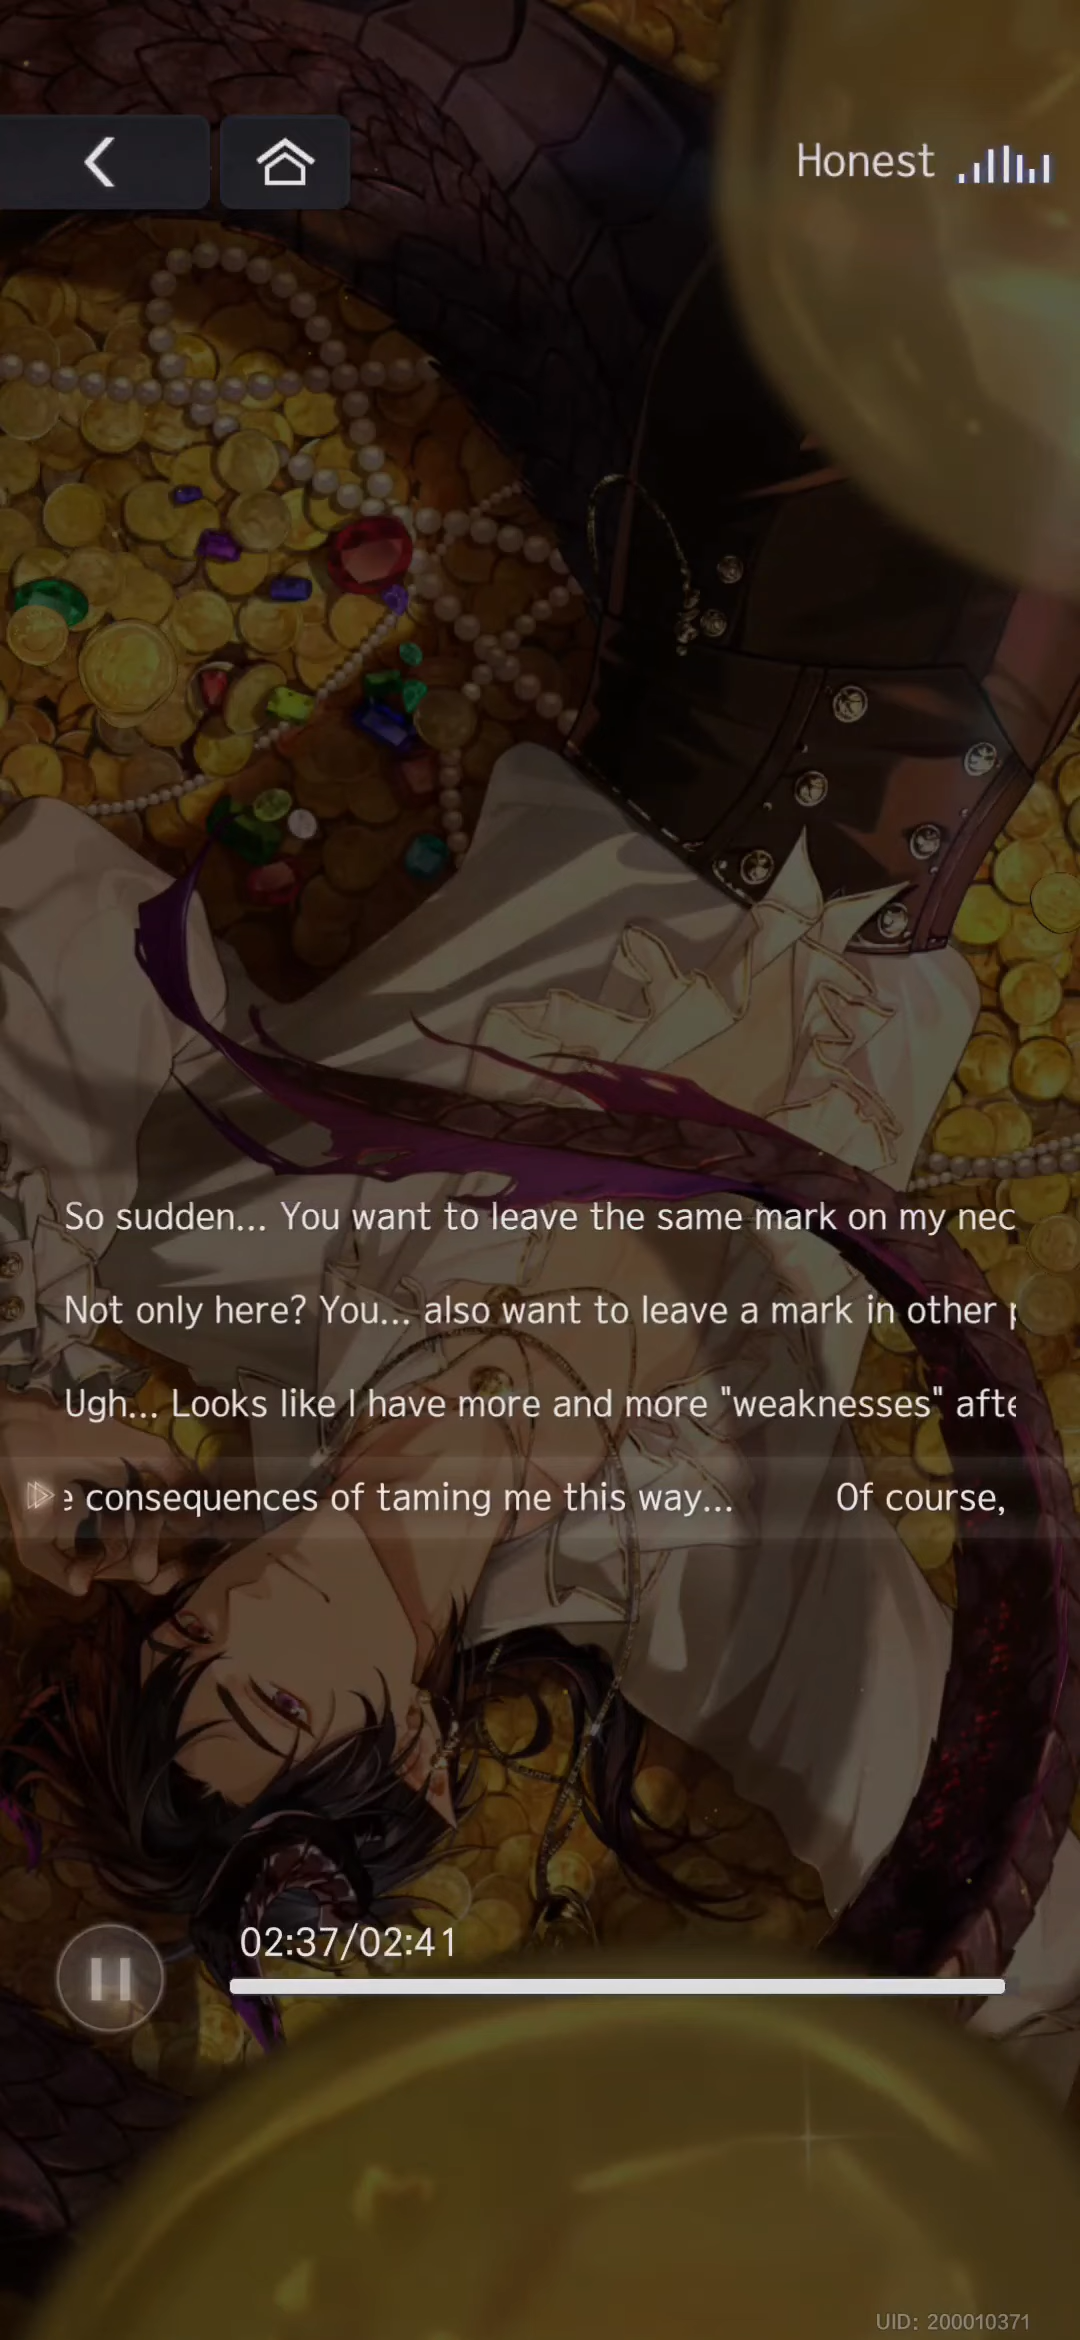 Honest
So sudden... You want to leave the same mark on my nec
Not only here? You... also want to leave a mark in other
Ugh... Looks like I have more and more "weaknesses" afte
e consequences of taming me this way... Of course,
02:37/02:41
UID: 200010371